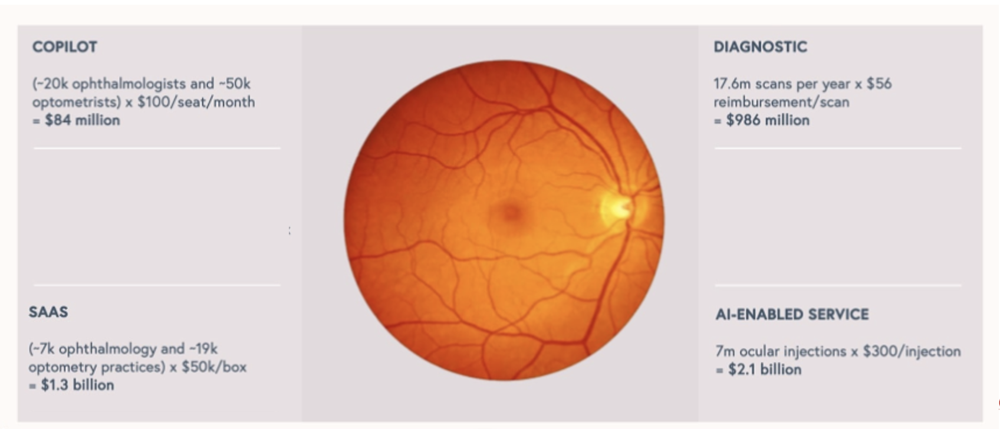 COPILOT
(~20k ophthalmologists and ~50k
optometrists) x $100/seat/month
= $84 million
SAAS
(~7k ophthalmology and ~19k
optometry practices) x $50k/box
= $1.3 billion
DIAGNOSTIC
17.6m scans per year x $56
reimbursement/scan
= $986 million
AI-ENABLED SERVICE
7m ocular injections x $300/injection
= $2.1 billion